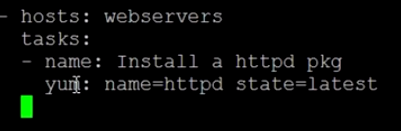 - hosts: webservers
  tasks:
  - name: Install a httpd pkg
    yum: name=httpd state=latest